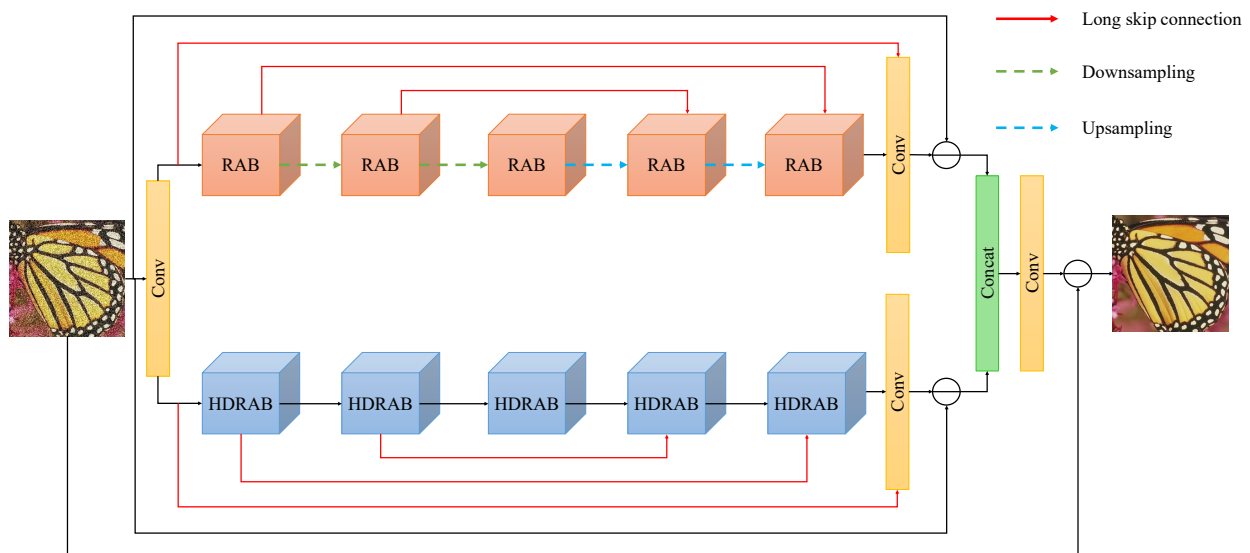 Long skip connection
Downsampling
Upsampling
RAB
RAB
RAB
RAB
RAB
Conv
Conv
Concat
Conv
HDRAB
HDRAB
HDRAB
HDRAB
HDRAB
Conv